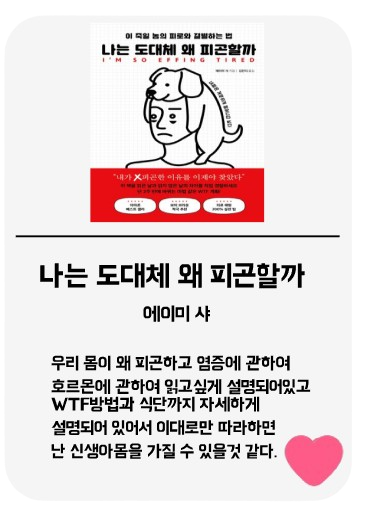 이 죽일 놈의 피로와 결별하는 법
나는 도대체 왜 피곤할까
I'M SO EFFING TIRED
"내가 X피곤한 이유를 이제야 찾았다"
나는 도대체 왜 피곤할까
에이미 샤
우리 몸이 왜 피곤하고 염증에 관하여
호르몬에 관하여 읽고싶게 설명되어있고
WTF방법과 식단까지 자세하게
설명되어 있어서 이대로만 따라하면
난 신생아몸을 가질 수 있을것 같다.